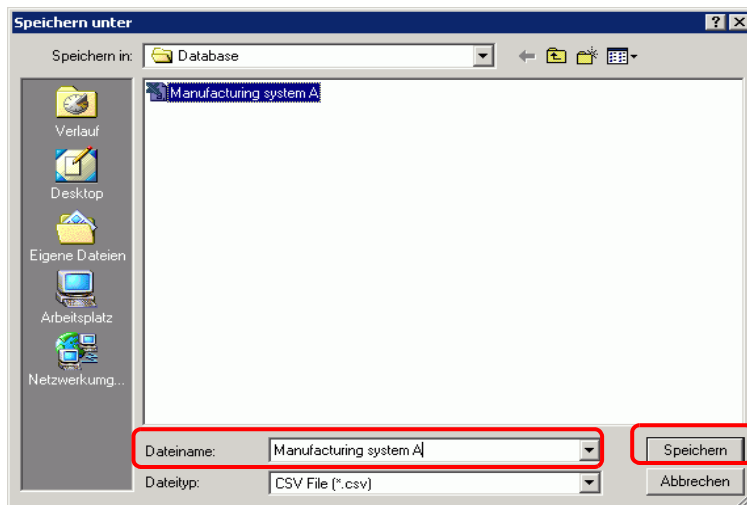 Speichern unter
Speichern in: Database
Manufacturing system A
Verlauf
Desktop
Eigene Dateien
Arbeitsplatz
Netzwerkumg...
Dateiname: Manufacturing system A Speichern
Dateityp: CSV File (*.csv) Abbrechen